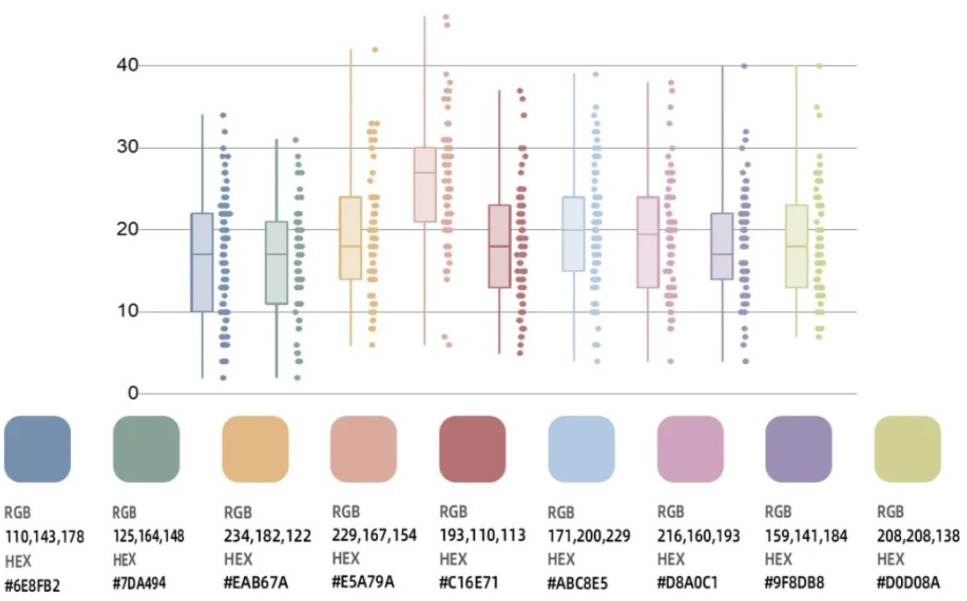 40
30
20
10
0
RGB RGB RGB RGB RGB RGB RGB RGB RGB
110,143,178 125,164,148 234,182,122 229,167,154 193,110,113 171,200,229 216,160,193 159,141,184 208,208,138
HEX HEX HEX HEX HEX HEX HEX HEX HEX
#6E8FB2 #7DA494 #EAB67A #E5A79A #C16E71 #ABC8E5 #D8A0C1 #9F8DB8 #D0D08A